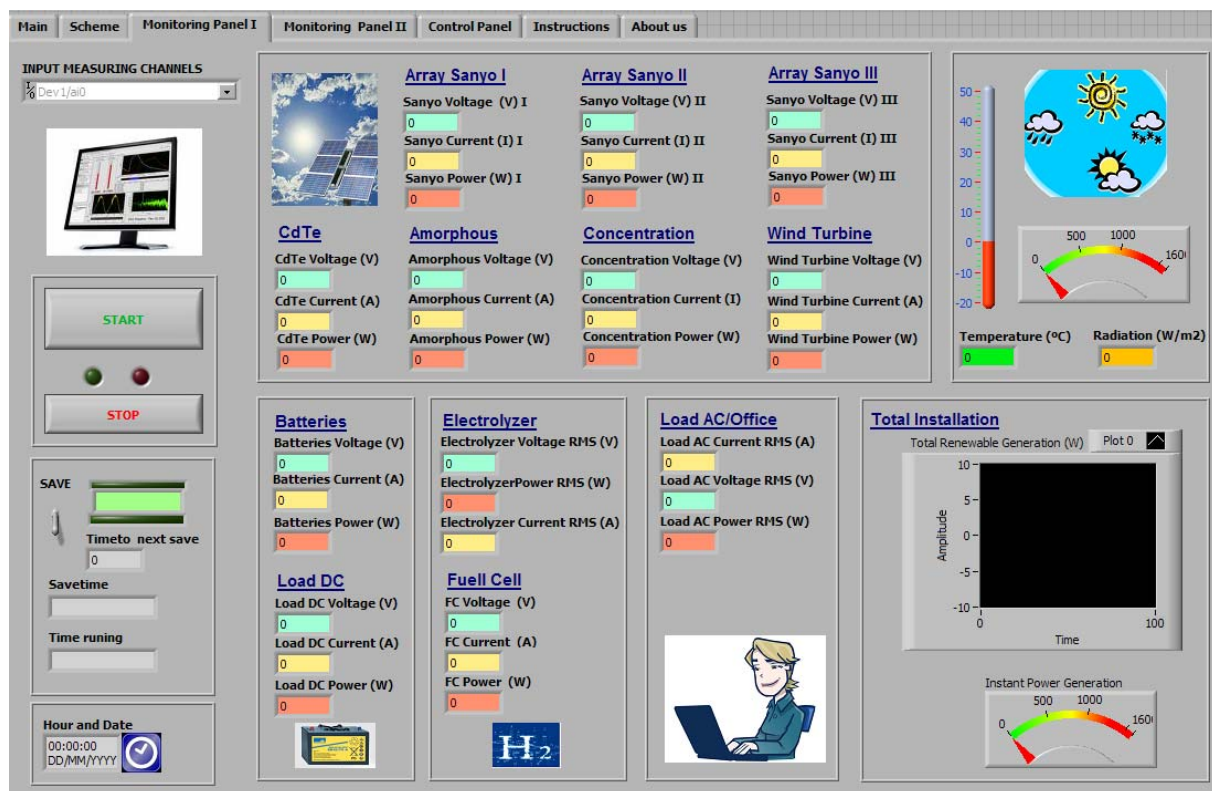 Main Scheme Monitoring Panel I Monitoring Panel II Control Panel Instructions About us
INPUT MEASURING CHANNELS
I/O Dev1/ai0
START
STOP
SAVE
Timeto next save
0
Savetime
Time runing
Hour and Date
00:00:00
DD/MM/YYYY
Array Sanyo I
Sanyo Voltage (V) I
0
Sanyo Current (I) I
0
Sanyo Power (W) I
0
Array Sanyo II
Sanyo Voltage (V) II
0
Sanyo Current (I) II
0
Sanyo Power (W) II
0
Array Sanyo III
Sanyo Voltage (V) III
0
Sanyo Current (I) III
0
Sanyo Power (W) III
0
CdTe
CdTe Voltage (V)
0
CdTe Current (A)
0
CdTe Power (W)
0
Amorphous
Amorphous Voltage (V)
0
Amorphous Current (A)
0
Amorphous Power (W)
0
Concentration
Concentration Voltage (V)
0
Concentration Current (I)
0
Concentration Power (W)
0
Wind Turbine
Wind Turbine Voltage (V)
0
Wind Turbine Current (A)
0
Wind Turbine Power (W)
0
50
40
30
20
10
0
-10
-20
0 500 1000 160
Temperature (ºC)
0
Radiation (W/m2)
0
Batteries
Batteries Voltage (V)
0
Batteries Current (A)
0
Batteries Power (W)
0
Load DC
Load DC Voltage (V)
0
Load DC Current (A)
0
Load DC Power (W)
0
Electrolyzer
Electrolyzer Voltage RMS (V)
0
ElectrolyzerPower RMS (W)
0
Electrolyzer Current RMS (A)
0
Fuell Cell
FC Voltage (V)
0
FC Current (A)
0
FC Power (W)
0
H2
Load AC/Office
Load AC Current RMS (A)
0
Load AC Voltage RMS (V)
0
Load AC Power RMS (W)
0
Total Installation
Total Renewable Generation (W) Plot 0
Amplitude
10
5
0
-5
-10
0 100
Time
Instant Power Generation
0 500 1000 160